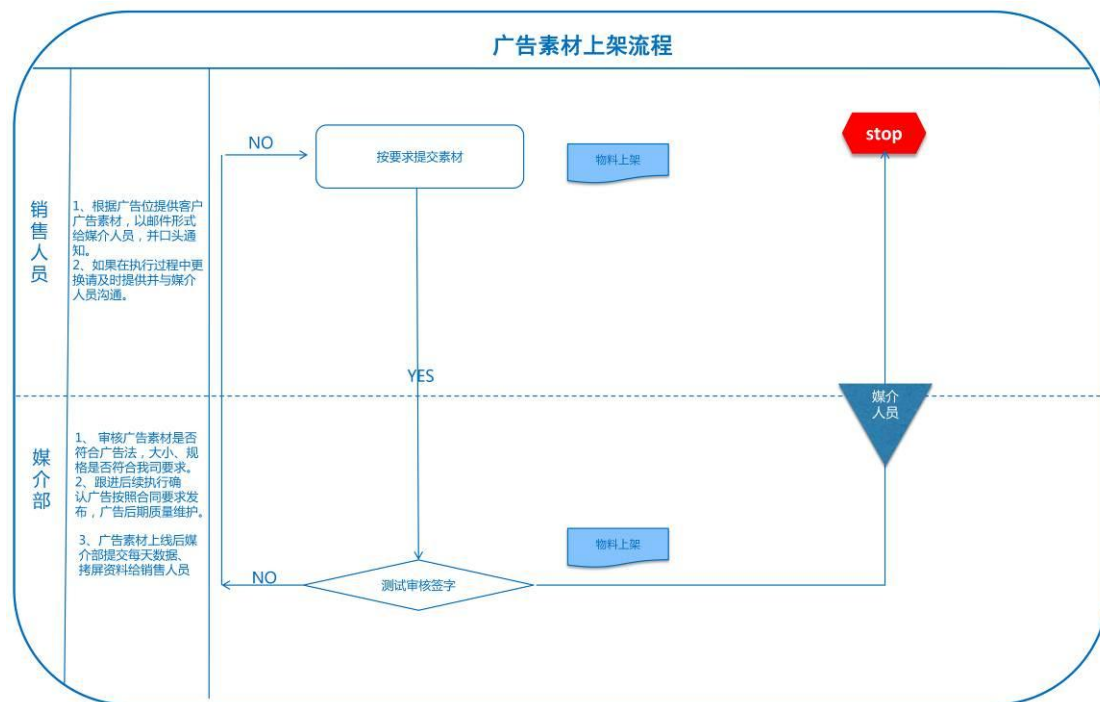 广告素材上架流程
NO
按要求提交素材
物料上架
stop
销售人员
1、根据广告位提供客户
广告素材，以邮件形式
给媒介人员，并口头通
知。
2、如果在执行过程中更
换请及时提供并与媒介
人员沟通。
YES
媒介
人员
媒介部
1、 审核广告素材是否
符合广告法，大小、规
格是否符合我司要求。
2、跟进后续执行确
认广告按照合同要求发
布，广告后期质量维护。
3、广告素材上线后媒
介部提交每天数据、
拷屏资料给销售人员
物料上架
NO
测试审核签字